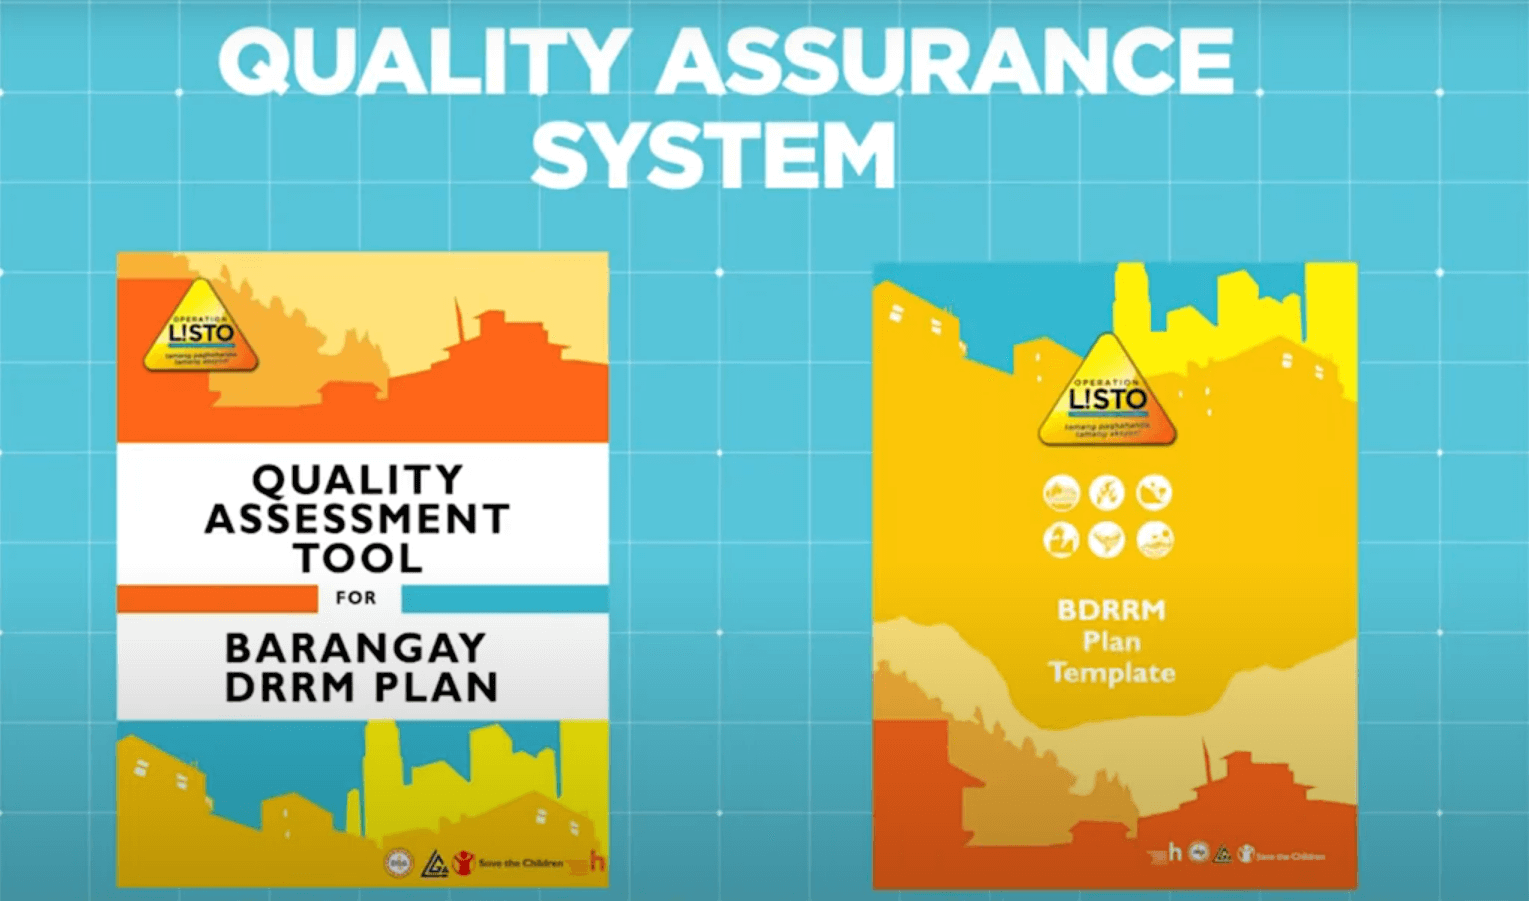 QUALITY ASSURANCE
SYSTEM
OPERATION
L!STO
tamang paghahanda
tamang aksyon!
QUALITY
ASSESSMENT
TOOL
FOR
BARANGAY
DRRM PLAN
Save the Children
h
OPERATION
L!STO
tamang paghahanda
tamang aksyon!
BDRRM
Plan
Template
h
Save the Children